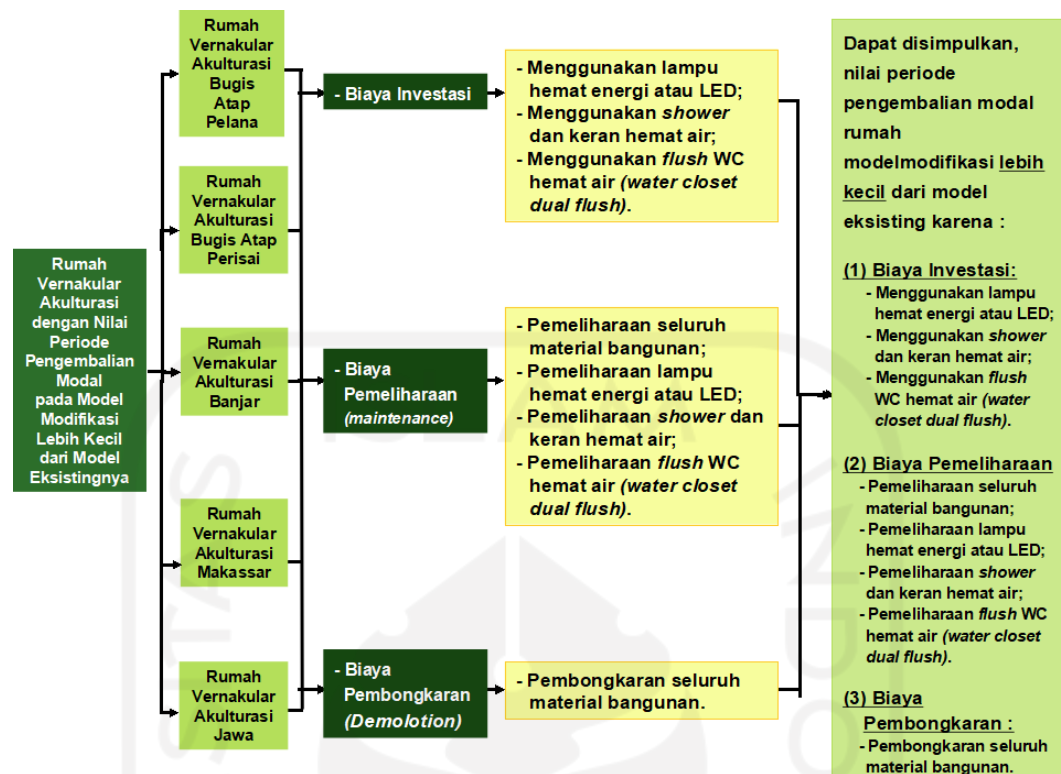 Rumah
Vernakular
Akulturasi
dengan Nilai
Periode
Pengembalian
Modal
pada Model
Modifikasi
Lebih Kecil
dari Model
Eksistingnya
Rumah
Vernakular
Akulturasi
Bugis
Atap
Pelana
Rumah
Vernakular
Akulturasi
Bugis Atap
Perisai
Rumah
Vernakular
Akulturasi
Banjar
Rumah
Vernakular
Akulturasi
Makassar
Rumah
Vernakular
Akulturasi
Jawa
- Biaya Investasi
- Biaya
Pemeliharaan
(maintenance)
- Biaya
Pembongkaran
(Demolotion)
- Menggunakan lampu
hemat energi atau LED;
- Menggunakan shower
dan keran hemat air;
- Menggunakan flush WC
hemat air (water closet
dual flush).
- Pemeliharaan seluruh
material bangunan;
- Pemeliharaan lampu
hemat energi atau LED;
- Pemeliharaan shower dan
keran hemat air;
- Pemeliharaan flush WC
hemat air (water closet
dual flush).
- Pembongkaran seluruh
material bangunan.
Dapat disimpulkan,
nilai periode
pengembalian modal
rumah
modelmodifikasi lebih
kecil dari model
eksisting karena :
(1) Biaya Investasi:
- Menggunakan lampu
hemat energi atau LED;
- Menggunakan shower
dan keran hemat air;
- Menggunakan flush
WC hemat air (water
closet dual flush).
(2) Biaya Pemeliharaan
- Pemeliharaan seluruh
material bangunan;
- Pemeliharaan lampu
hemat energi atau LED;
- Pemeliharaan shower
dan keran hemat air;
- Pemeliharaan flush WC
hemat air (water closet
dual flush).
(3) Biaya
Pembongkaran :
- Pembongkaran seluruh
material bangunan.